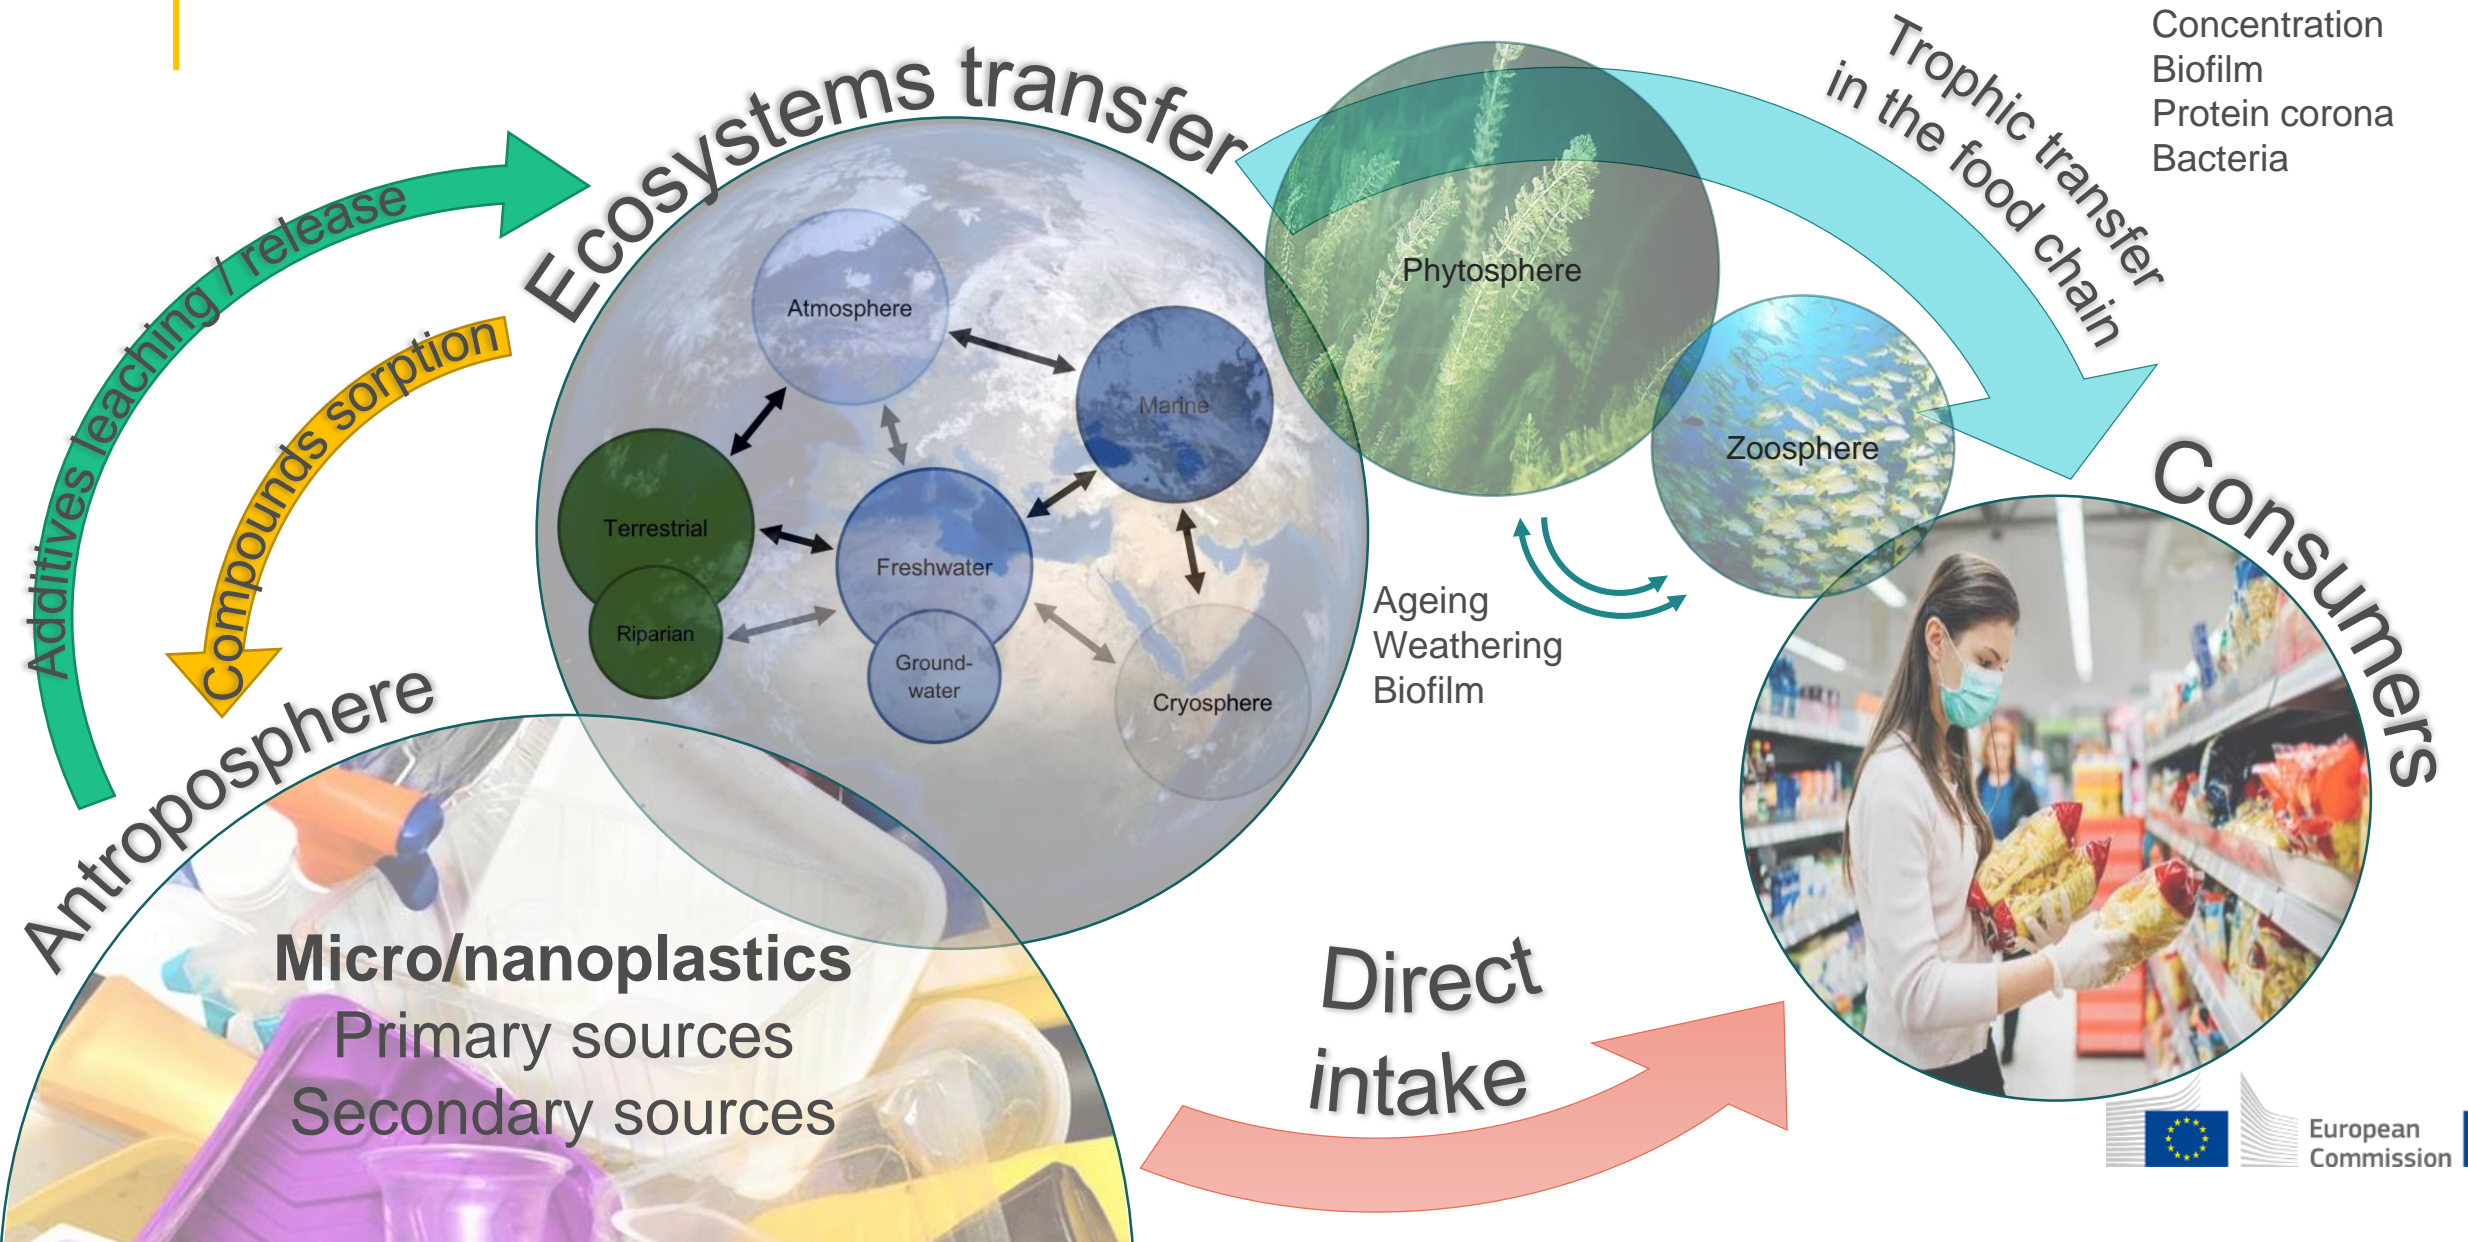 Concentration
Biofilm
Protein corona
Bacteria
Trophic transfer
in the food chain
Ecosystems transfer
Additives leaching / release
Compounds sorption
Phytosphere
Zoosphere
Atmosphere
Marine
Terrestrial
Freshwater
Riparian
Ground-
water
Cryosphere
Ageing
Weathering
Biofilm
Consumers
Antroposphere
Micro/nanoplastics
Primary sources
Secondary sources
Direct
intake
European
Commission